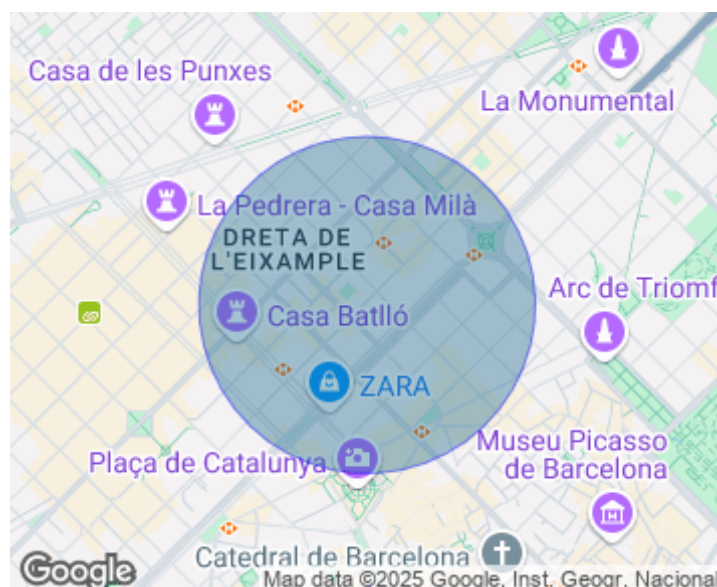 Casa de les Punxes
La Monumental
La Pedrera - Casa Milà
DRETA DE
L'EIXAMPLE
Arc de Triomf
Casa Batlló
ZARA
Plaça de Catalunya
Museu Picasso
de Barcelona
Catedral de Barcelona
Google
Map data ©2025 Google, Inst. Geogr. Nacional